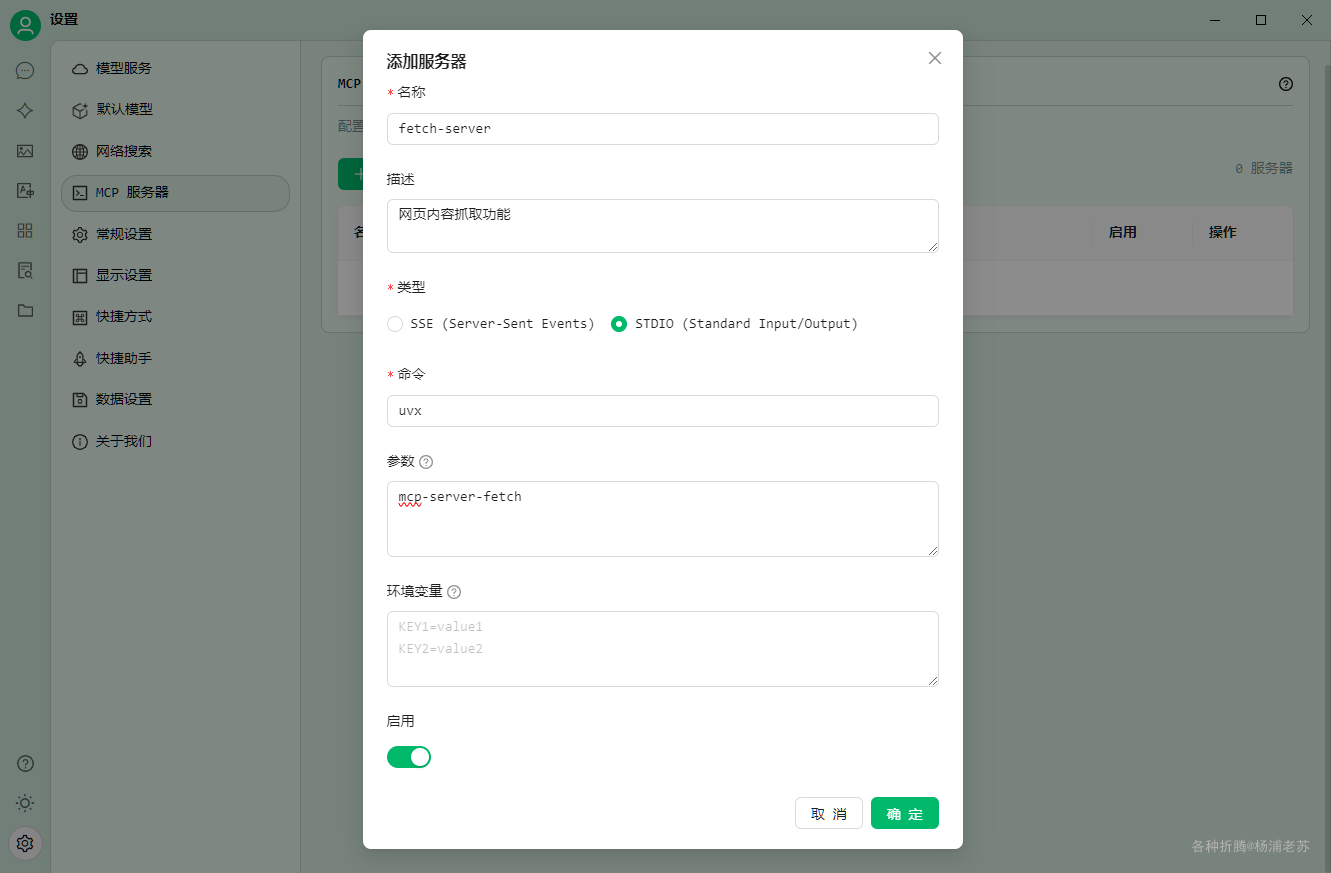 设置
模型服务
默认模型
网络搜索
MCP 服务器
常规设置
显示设置
快捷方式
快捷助手
数据设置
关于我们
MCP
配置
0 服务器
名
启用
操作
添加服务器
* 名称
fetch-server
描述
网页内容抓取功能
* 类型
SSE (Server-Sent Events)
STDIO (Standard Input/Output)
* 命令
uvx
参数
mcp-server-fetch
环境变量
KEY1=value1
KEY2=value2
启用
取 消
确 定
各种折腾@杨浦老苏